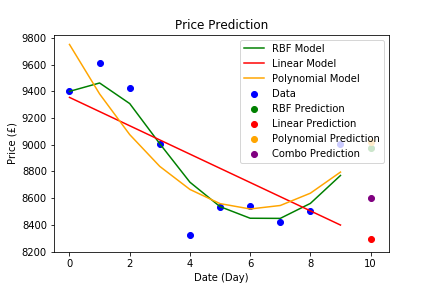 Price Prediction
9800
9600
9400
9200
9000
8800
8600
8400
8200
Price (£)
0
2
4
6
8
10
Date (Day)
RBF Model
Linear Model
Polynomial Model
Data
RBF Prediction
Linear Prediction
Polynomial Prediction
Combo Prediction